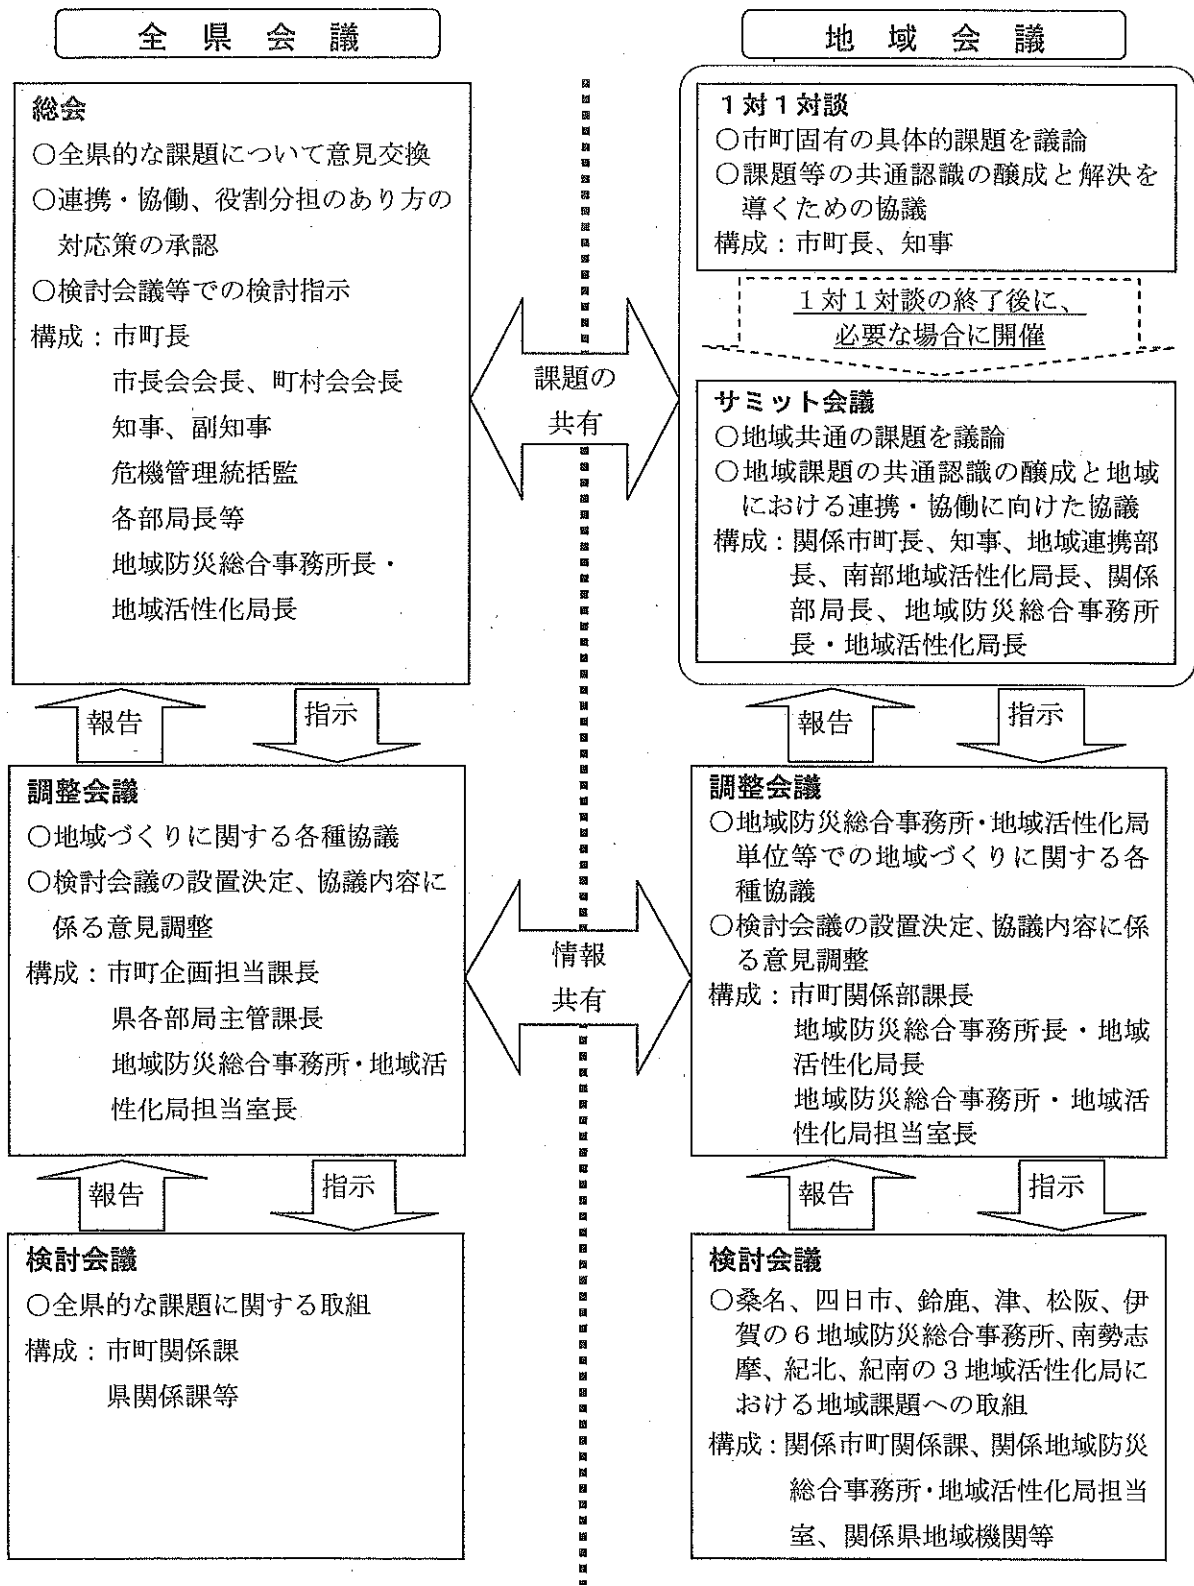 全県会議
総会
○全県的な課題について意見交換
○連携・協働、役割分担のあり方の
対応策の承認
○検討会議等での検討指示
構成：市町長
市長会会長、町村会会長
知事、副知事
危機管理統括監
各部局長等
地域防災総合事務所長・
地域活性化局長
報告
指示
調整会議
○地域づくりに関する各種協議
○検討会議の設置決定、協議内容に
係る意見調整
構成：市町企画担当課長
県各部局主管課長
地域防災総合事務所・地域活
性化局担当室長
報告
指示
検討会議
○全県的な課題に関する取組
構成：市町関係課
県関係課等
課題の
共有
情報
共有
地域会議
１対１対談
○市町固有の具体的課題を議論
○課題等の共通認識の醸成と解決を
導くための協議
構成：市町長、知事
１対１対談の終了後に、
必要な場合に開催
サミット会議
○地域共通の課題を議論
○地域課題の共通認識の醸成と地域
における連携・協働に向けた協議
構成：関係市町長、知事、地域連携部
長、南部地域活性化局長、関係
部局長、地域防災総合事務所
長・地域活性化局長
報告
指示
調整会議
○地域防災総合事務所・地域活性化局
単位等での地域づくりに関する各
種協議
○検討会議の設置決定、協議内容に係
る意見調整
構成：市町関係部課長
地域防災総合事務所長・地域
活性化局長
地域防災総合事務所・地域活
性化局担当室長
報告
指示
検討会議
○桑名、四日市、鈴鹿、津、松阪、伊
賀の６地域防災総合事務所、南勢志
摩、紀北、紀南の３地域活性化局に
おける地域課題への取組
構成：関係市町関係課、関係地域防災
総合事務所・地域活性化局担当
室、関係県地域機関等